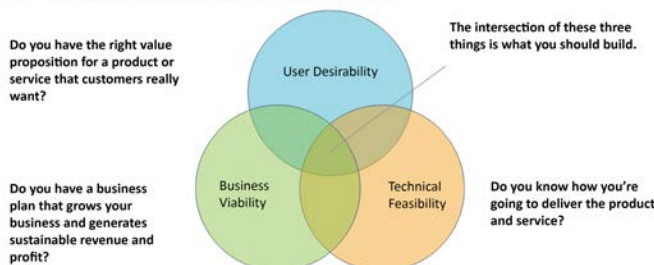 Do you have the right value
proposition for a product or
service that customers really
want?
The intersection of these three
things is what you should build.
User Desirability
Business
Viability
Technical
Feasibility
Do you have a business
plan that grows your
business and generates
sustainable revenue and
profit?
Do you know how you're
going to deliver the product
and service?